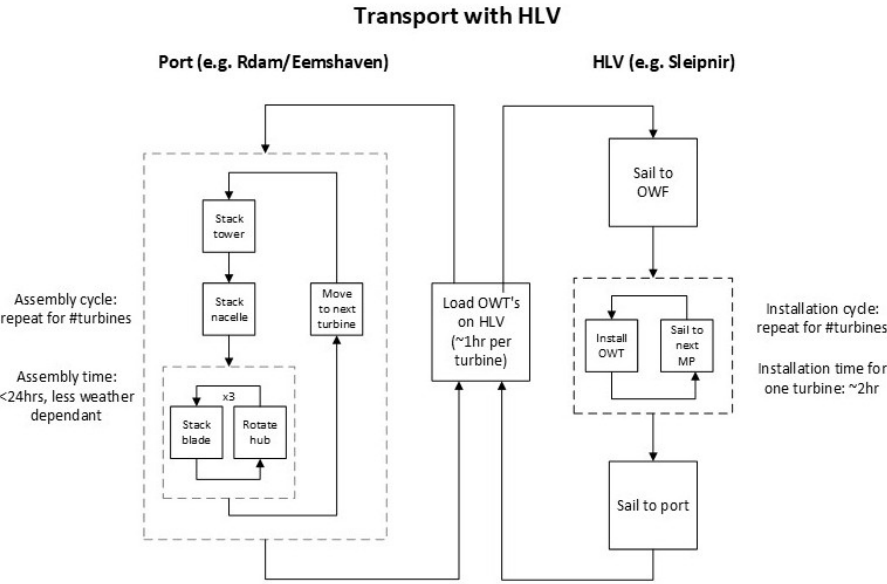 Transport with HLV
Port (e.g. Rdam/Eemshaven)
HLV (e.g. Sleipnir)
Stack
tower
Stack
nacelle
x3
Stack
blade
Rotate
hub
Move
to next
turbine
Assembly cycle:
repeat for #turbines
Assembly time:
<24hrs, less weather
dependant
Load OWT's
on HLV
(~1hr per
turbine)
Sail to
OWF
Install
OWT
Sail to
next
MP
Sail to port
Installation cycle:
repeat for #turbines
Installation time for
one turbine: ~2hr